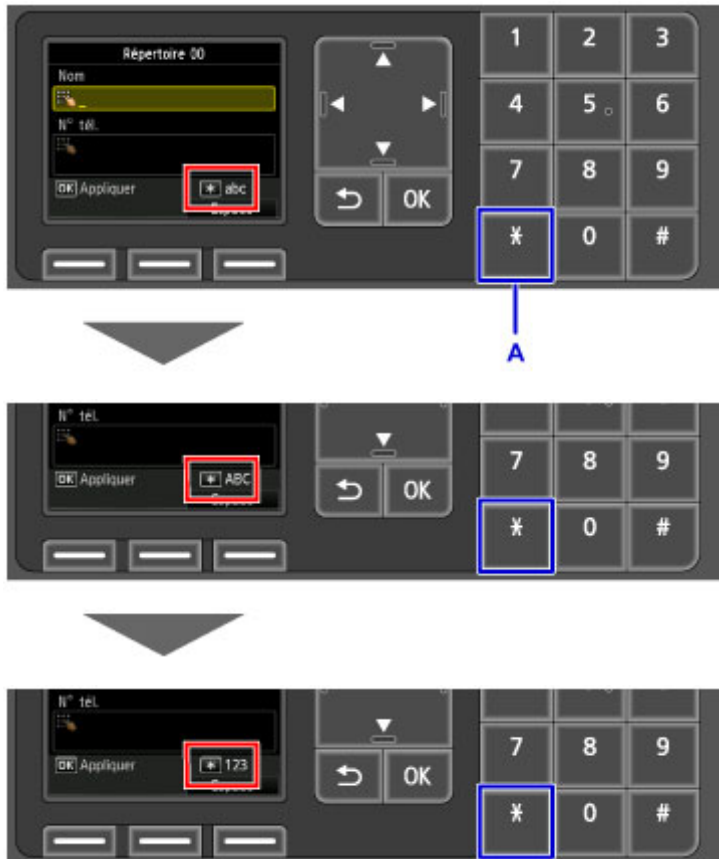 Répertoire 00
Nom
N° tél.
OK Appliquer * abc
OK
1 2 3
4 5 6
7 8 9
* 0 #
A
N° tél.
OK Appliquer * ABC
OK
7 8 9
* 0 #
N° tél.
OK Appliquer * 123
OK
7 8 9
* 0 #